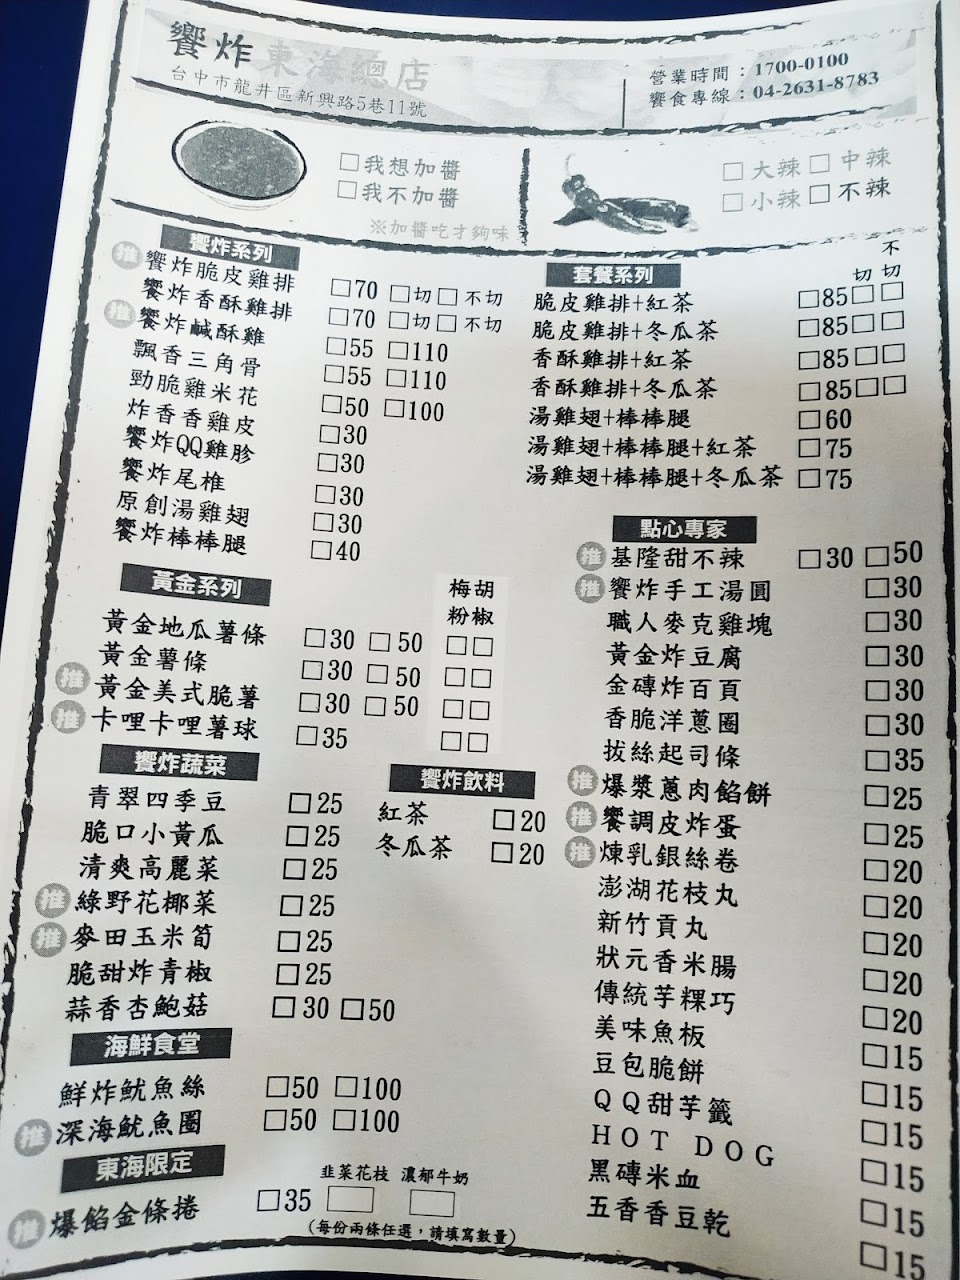 饗炸 東海總店
台中市龍井區新興路5巷11號
營業時間：1700-0100
饗食專線：04-2631-8783
□我想加醬
□我不加醬
※加醬吃才夠味
□大辣 □中辣
□小辣 □不辣
饗炸系列
推 饗炸脆皮雞排 □70 □切 □不切
饗炸香酥雞排 □70 □切 □不切
推 饗炸鹹酥雞 □55 □110
飄香三角骨 □55 □110
勁脆雞米花 □50 □100
炸香香雞皮 □30
饗炸QQ雞胗 □30
饗炸尾椎 □30
原創湯雞翅 □30
饗炸棒棒腿 □40
黃金系列 梅粉 胡椒
黃金地瓜薯條 □30 □50 □□
黃金薯條 □30 □50 □□
推 黃金美式脆薯 □30 □50 □□
推 卡哩卡哩薯球 □35 □□
饗炸蔬菜
青翠四季豆 □25
脆口小黃瓜 □25
清爽高麗菜 □25
推 綠野花椰菜 □25
推 麥田玉米筍 □25
脆甜炸青椒 □25
蒜香杏鮑菇 □30 □50
饗炸飲料
紅茶 □20
冬瓜茶 □20
海鮮食堂
鮮炸魷魚絲 □50 □100
推 深海魷魚圈 □50 □100
東海限定 韭菜花枝 濃郁牛奶
推 爆餡金條捲 □35 □ □
(每份兩條任選，請填寫數量)
套餐系列 切 不切
脆皮雞排+紅茶 □85□□
脆皮雞排+冬瓜茶 □85□□
香酥雞排+紅茶 □85□□
香酥雞排+冬瓜茶 □85□□
湯雞翅+棒棒腿 □60
湯雞翅+棒棒腿+紅茶 □75
湯雞翅+棒棒腿+冬瓜茶 □75
點心專家
推 基隆甜不辣 □30 □50
推 饗炸手工湯圓 □30
職人麥克雞塊 □30
黃金炸豆腐 □30
金磚炸百頁 □30
香脆洋蔥圈 □30
拔絲起司條 □35
推 爆漿蔥肉餡餅 □25
推 饗調皮炸蛋 □25
推 煉乳銀絲卷 □20
澎湖花枝丸 □20
新竹貢丸 □20
狀元香米腸 □20
傳統芋粿巧 □20
美味魚板 □15
豆包脆餅 □15
QQ甜芋籤 □15
HOT DOG □15
黑磚米血 □15
五香香豆乾 □15